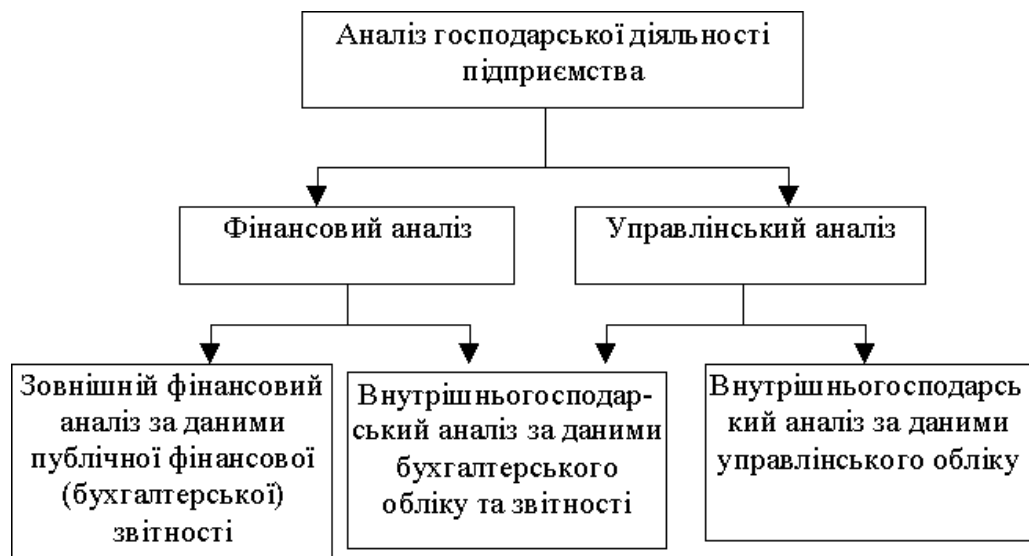 Аналіз господарської діяльності
підприємства
Фінансовий аналіз
Управлінський аналіз
Зовнішній фінансовий
аналіз за даними
публічної фінансової
(бухгалтерської)
звітності
Внутрішньогосподар-
ський аналіз за даними
бухгалтерського
обліку та звітності
Внутрішньогосподарсь
кий аналіз за даними
управлінського обліку